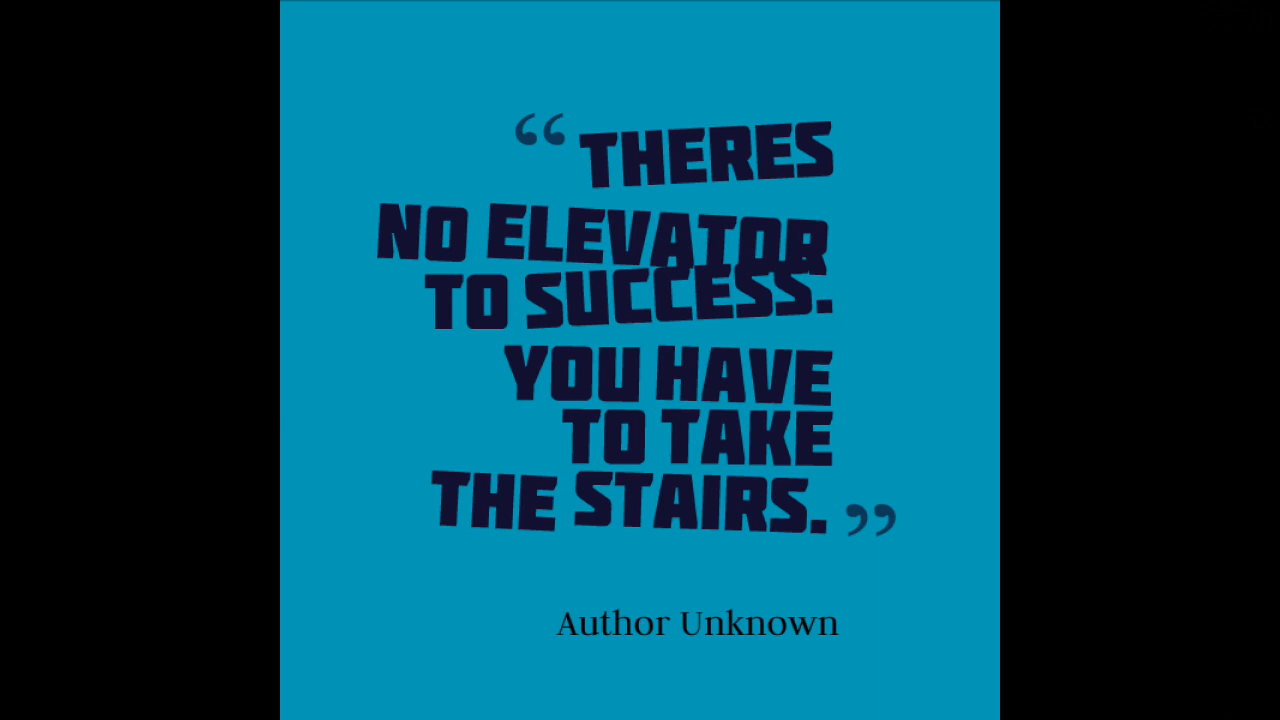 “ THERES
NO ELEVATOR
TO SUCCESS.
YOU HAVE
TO TAKE
THE STAIRS. ”
Author Unknown